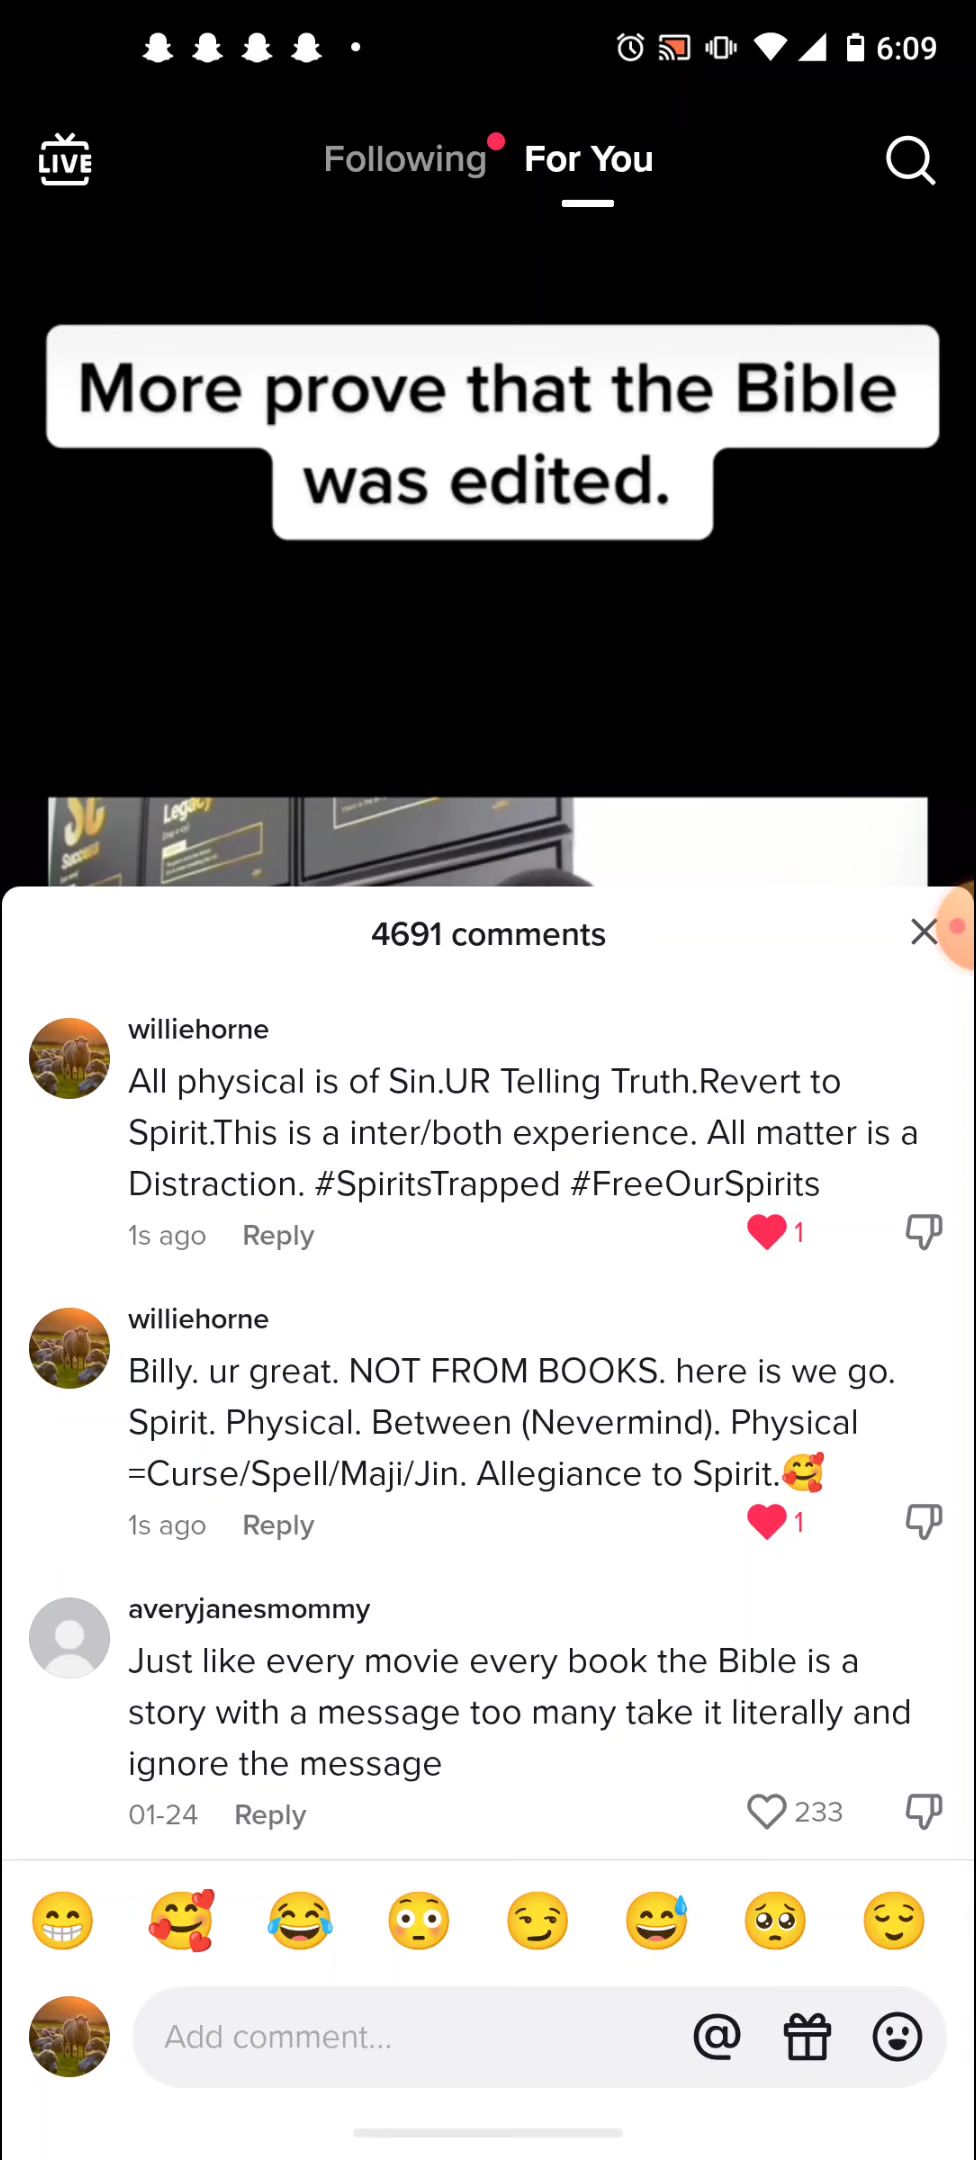 6:09
LIVE
Following For You
More prove that the Bible
was edited.
Legacy
Success
4691 comments
williehorne
All physical is of Sin.UR Telling Truth.Revert to
Spirit.This is a inter/both experience. All matter is a
Distraction. #SpiritsTrapped #FreeOurSpirits
1s ago Reply 1
williehorne
Billy. ur great. NOT FROM BOOKS. here is we go.
Spirit. Physical. Between (Nevermind). Physical
=Curse/Spell/Maji/Jin. Allegiance to Spirit.🥰
1s ago Reply 1
averyjanesmommy
Just like every movie every book the Bible is a
story with a message too many take it literally and
ignore the message
01-24 Reply 233
Add comment...